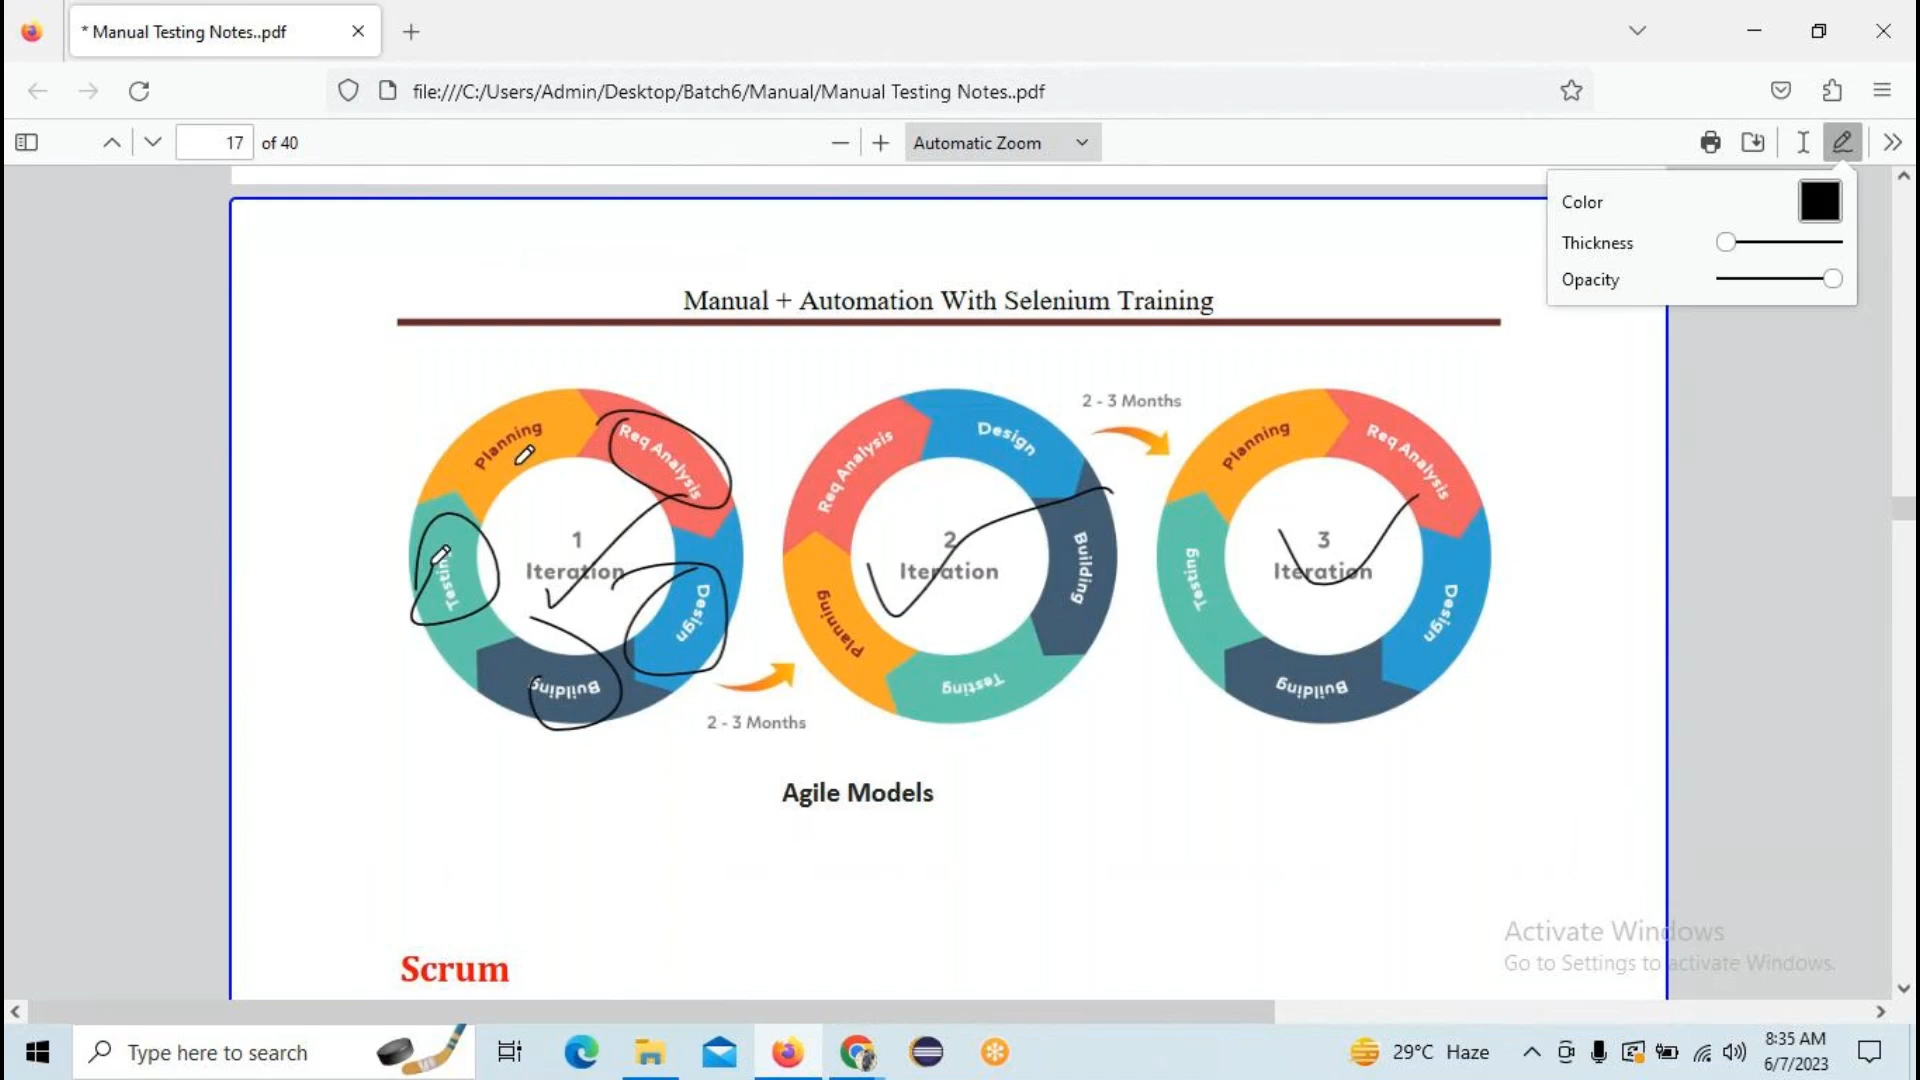 * Manual Testing Notes..pdf
file:///C:/Users/Admin/Desktop/Batch6/Manual/Manual Testing Notes..pdf
17 of 40
Automatic Zoom
Color
Thickness
Opacity
Manual + Automation With Selenium Training
Planning
Req Analysis
Design
Building
Testing
1
Iteration
2 - 3 Months
Req Analysis
Design
Building
Testing
Planning
2
Iteration
2 - 3 Months
Planning
Req Analysis
Design
Building
Testing
3
Iteration
Agile Models
Scrum
Activate Windows
Go to Settings to activate Windows.
Type here to search
29°C Haze
8:35 AM
6/7/2023